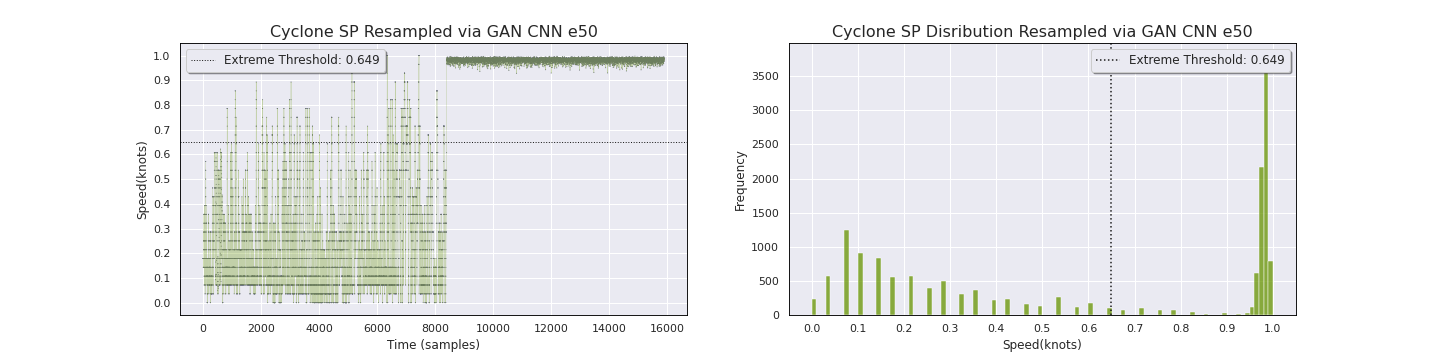 Cyclone SP Resampled via GAN CNN e50
Extreme Threshold: 0.649
1.0
0.9
0.8
0.7
0.6
0.5
0.4
0.3
0.2
0.1
0.0
Speed(knots)
0 2000 4000 6000 8000 10000 12000 14000 16000
Time (samples)
Cyclone SP Disribution Resampled via GAN CNN e50
Extreme Threshold: 0.649
3500
3000
2500
2000
1500
1000
500
0
Frequency
0.0 0.1 0.2 0.3 0.4 0.5 0.6 0.7 0.8 0.9 1.0
Speed(knots)